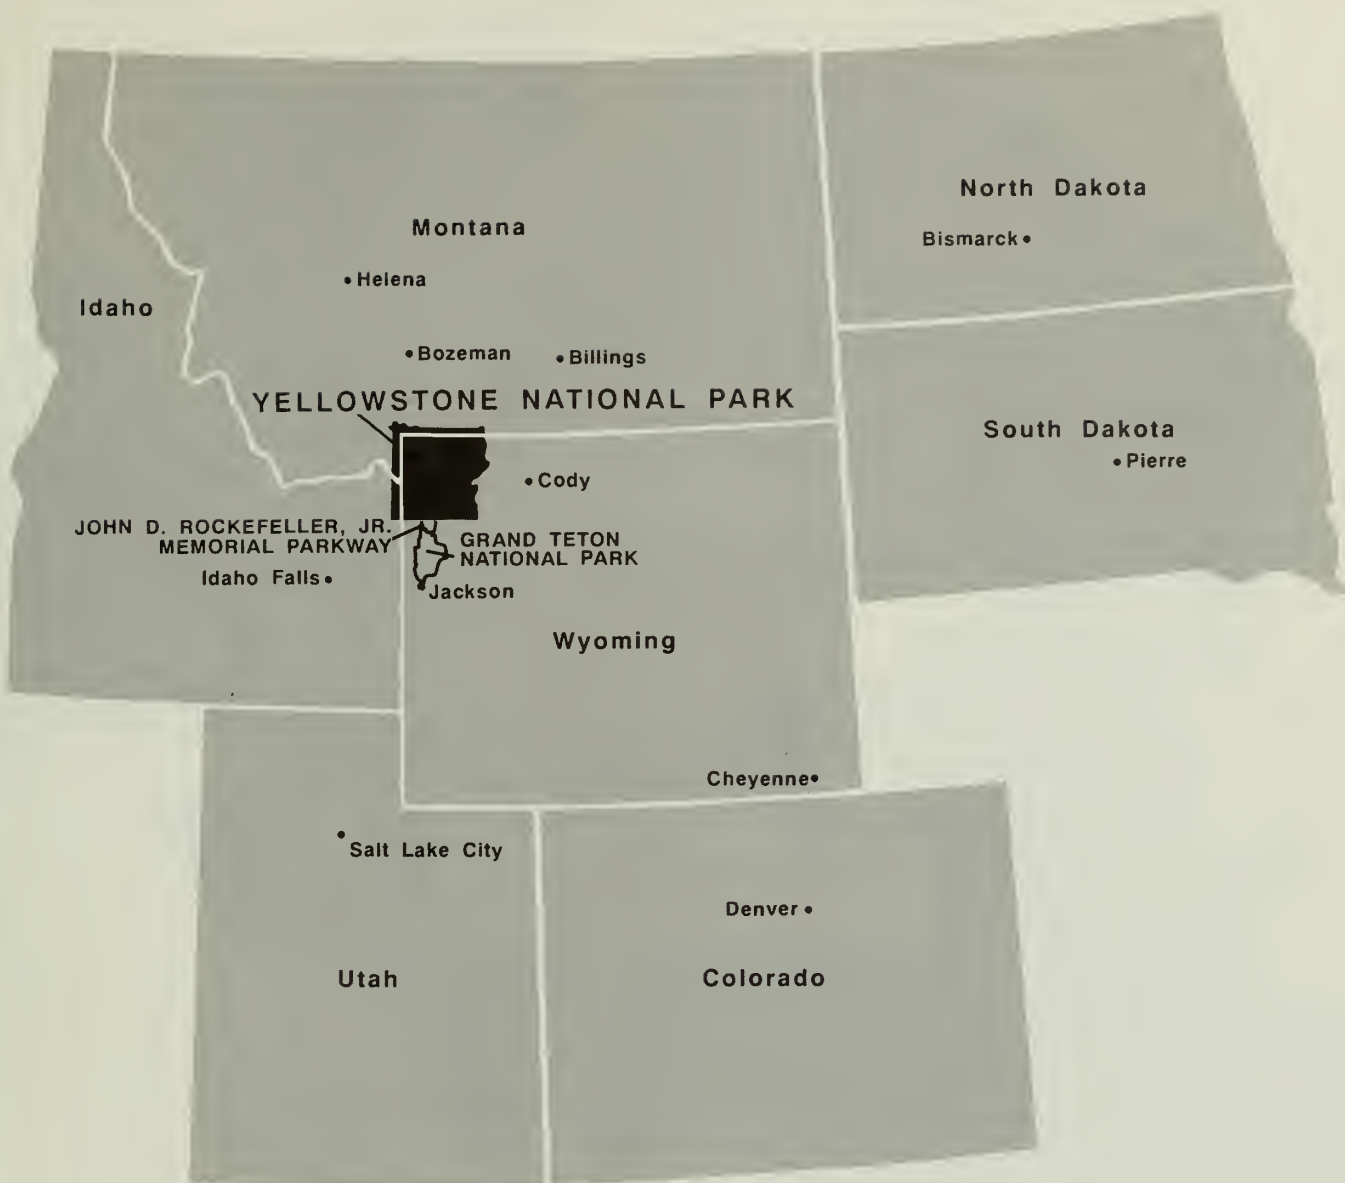 North Dakota
Bismarck
Montana
Helena
Idaho
Bozeman
Billings
YELLOWSTONE NATIONAL PARK
South Dakota
Pierre
Cody
JOHN D. ROCKEFELLER, JR.
MEMORIAL PARKWAY
GRAND TETON
NATIONAL PARK
Idaho Falls
Jackson
Wyoming
Cheyenne
Salt Lake City
Denver
Utah
Colorado